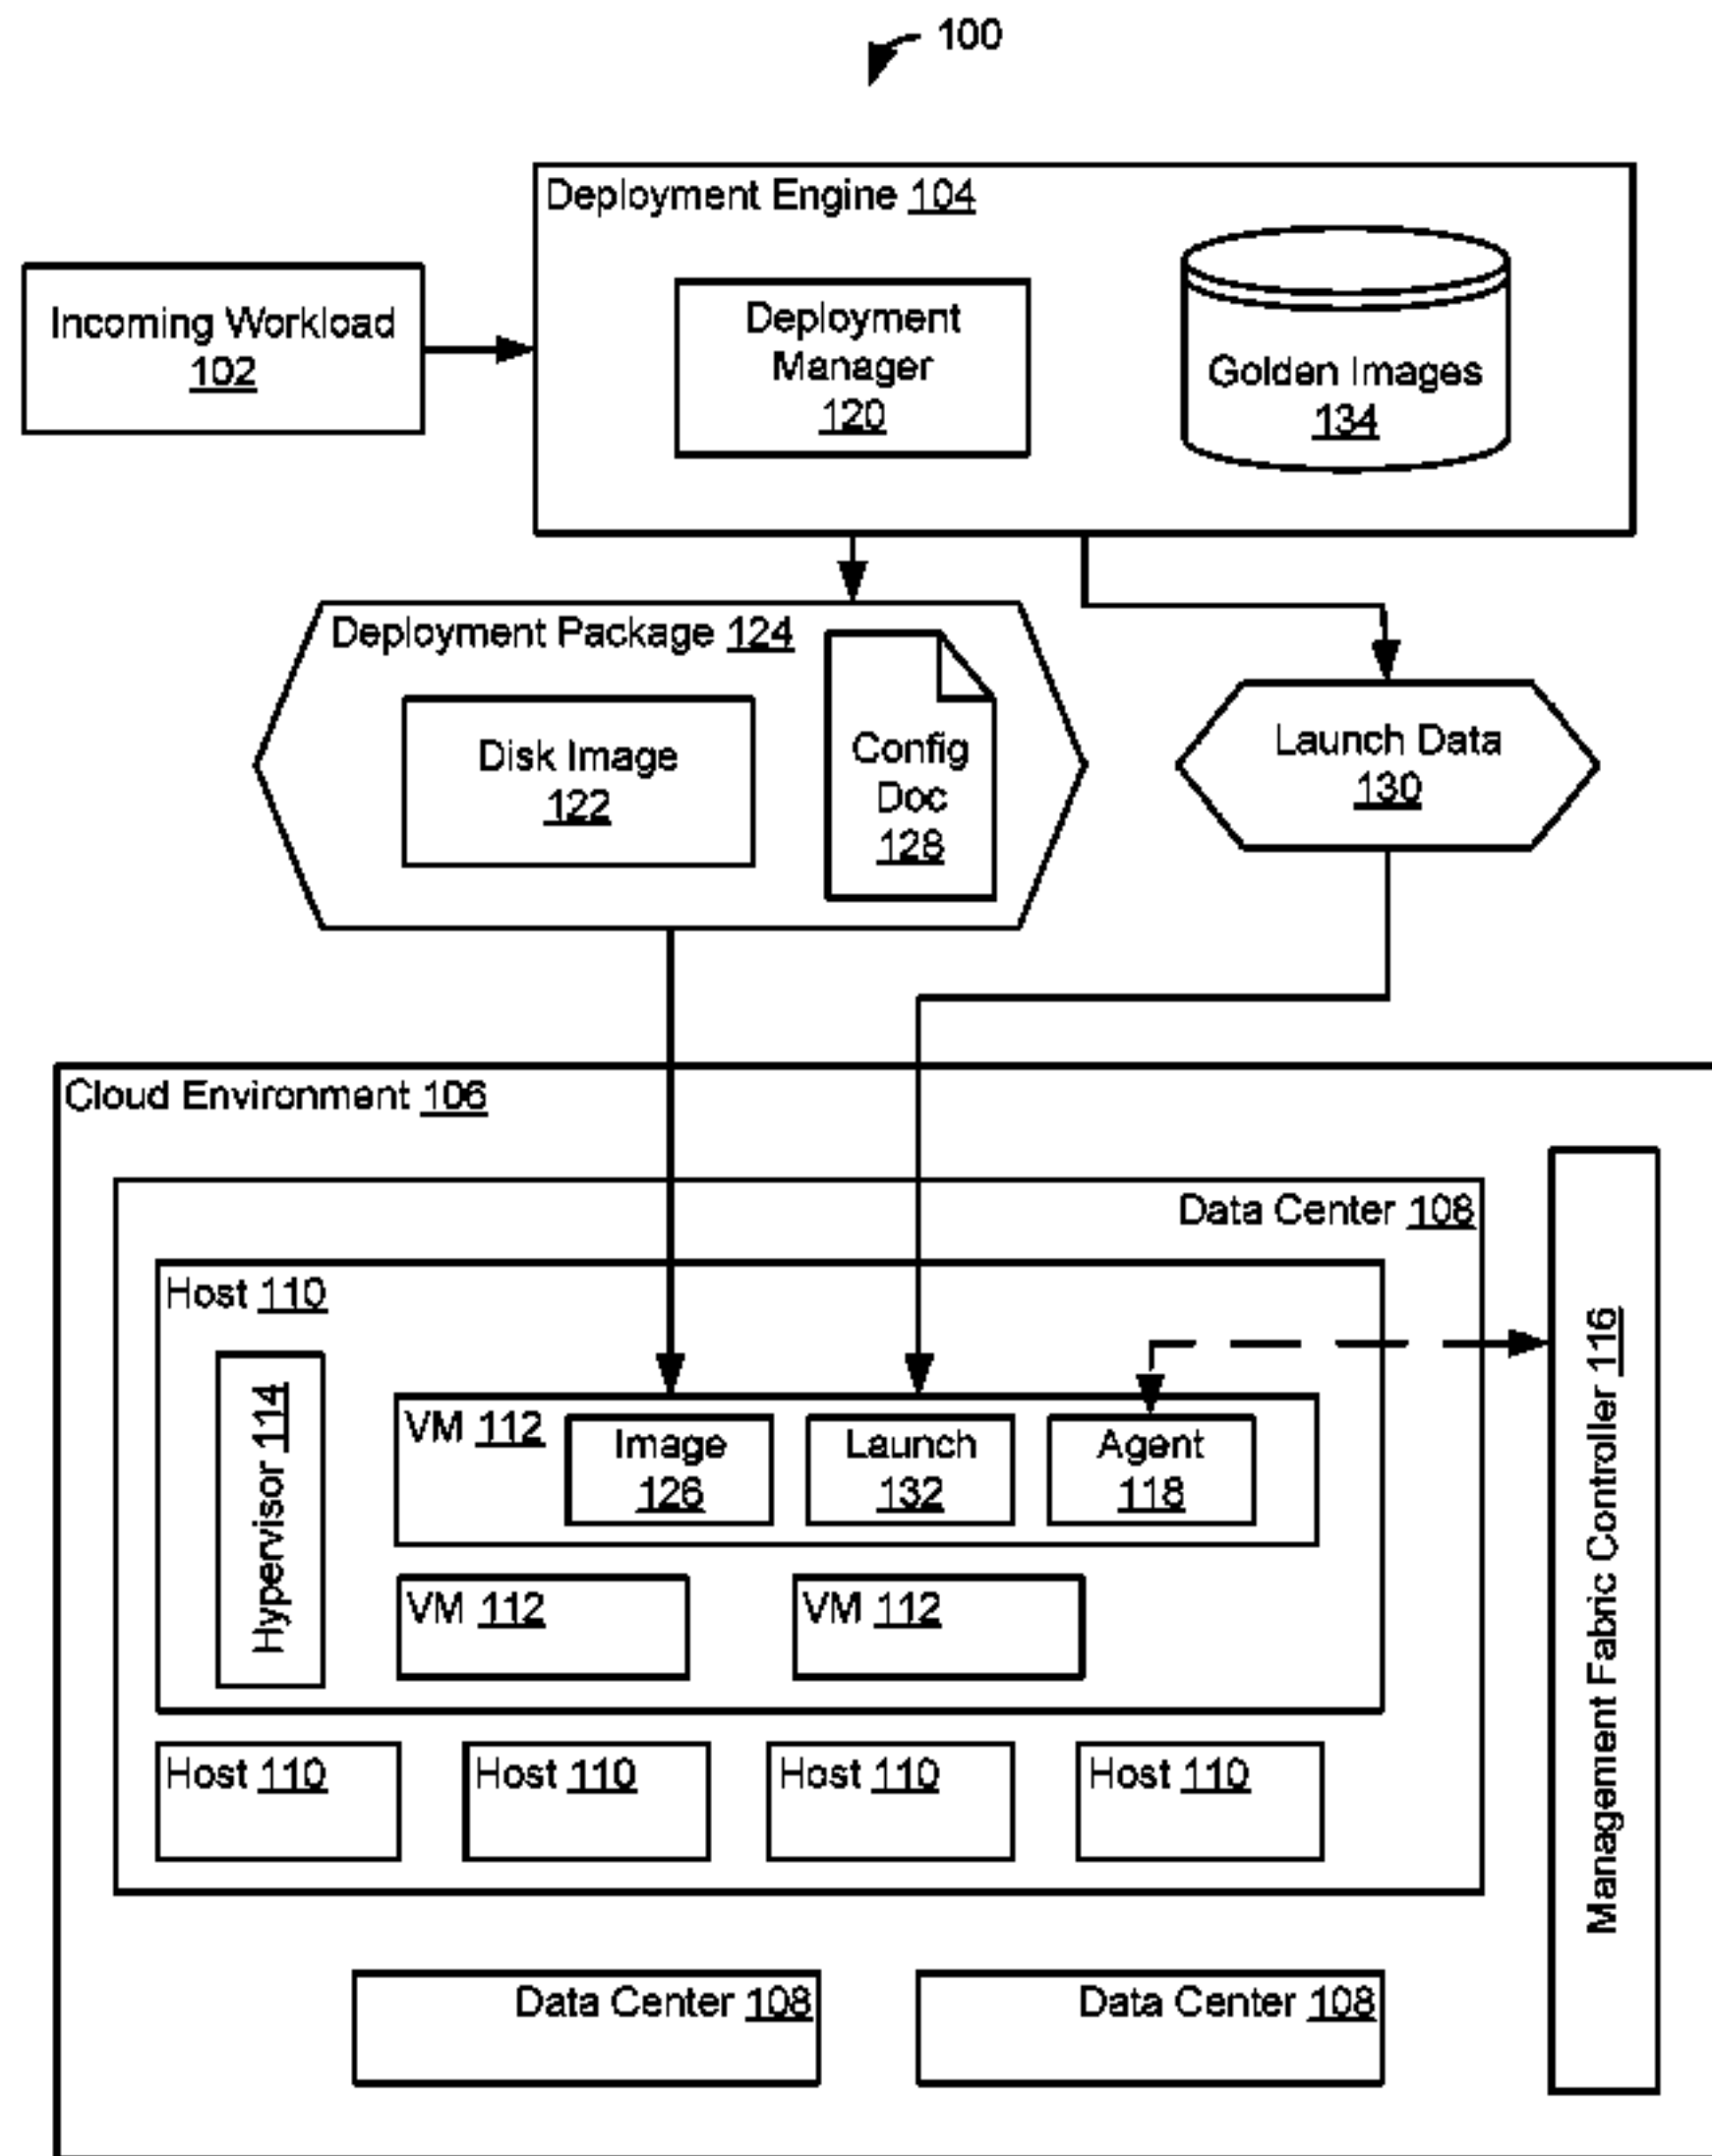 100
Deployment Engine 104
Incoming Workload
102
Deployment
Manager
120
Golden Images
134
Deployment Package 124
Disk Image
122
Config
Doc
128
Launch Data
130
Cloud Environment 106
Data Center 108
Host 110
Hypervisor 114
VM 112
Image
126
Launch
132
Agent
118
VM 112
VM 112
Host 110
Host 110
Host 110
Host 110
Management Fabric Controller 116
Data Center 108
Data Center 108